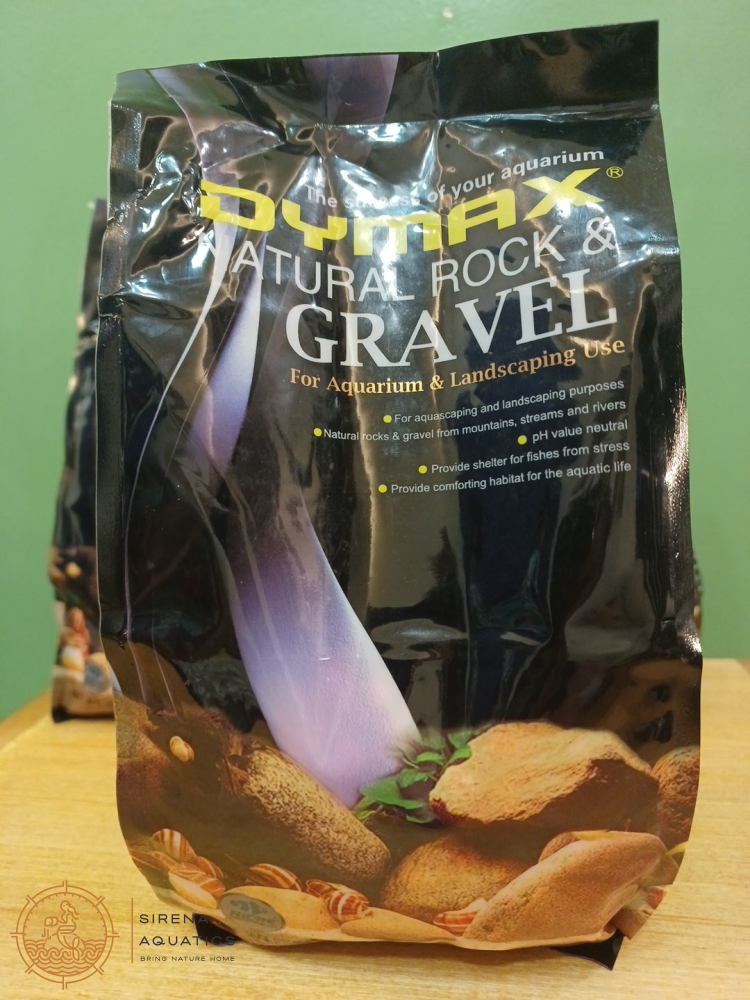 The st of your aquarium
DYMAX®
NATURAL ROCK &
GRAVEL
For Aquarium & Landscaping Use
For aquascaping and landscaping purposes
Natural rocks & gravel from mountains, streams and rivers
pH value neutral
Provide shelter for fishes from stress
Provide comforting habitat for the aquatic life
SIRENA
AQUATICS
BRING NATURE HOME